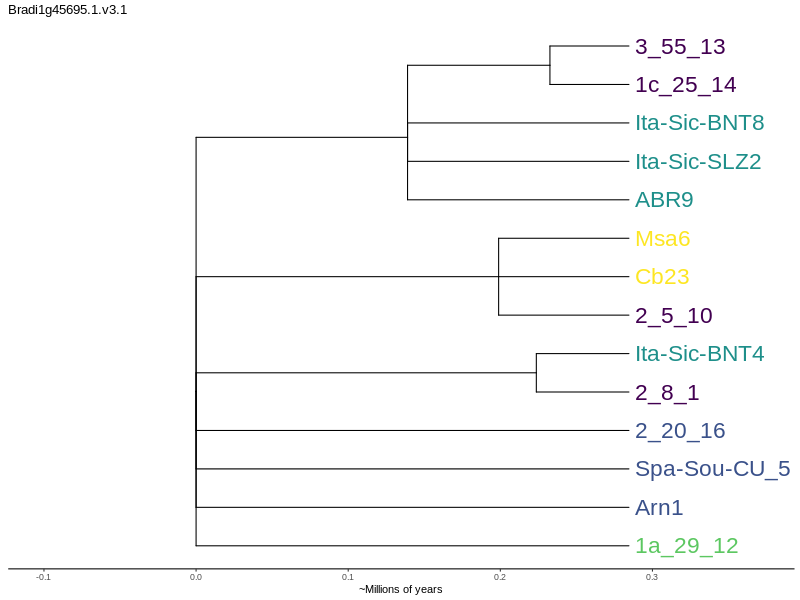 Bradi1g45695.1.v3.1
3_55_13
1c_25_14
Ita-Sic-BNT8
Ita-Sic-SLZ2
ABR9
Msa6
Cb23
2_5_10
Ita-Sic-BNT4
2_8_1
2_20_16
Spa-Sou-CU_5
Arn1
1a_29_12
-0.1 0.0 0.1 0.2 0.3
~Millions of years